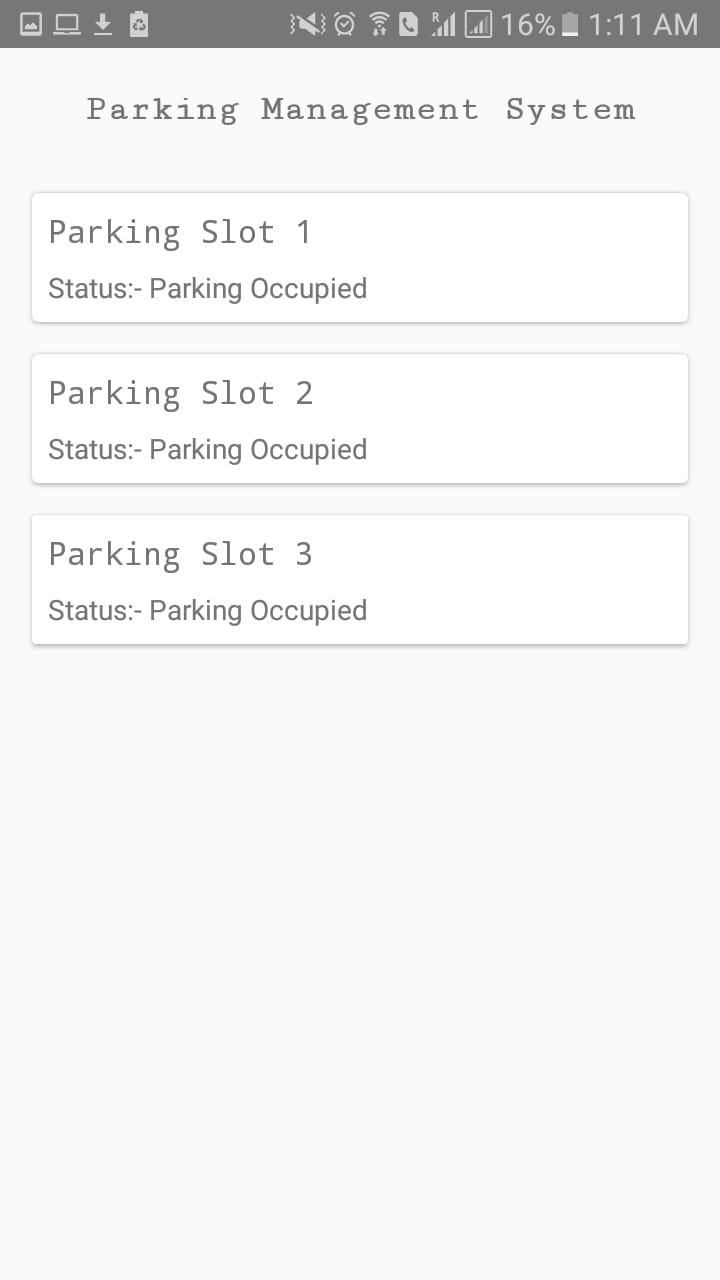 R 16% 1:11 AM
Parking Management System
Parking Slot 1
Status:- Parking Occupied
Parking Slot 2
Status:- Parking Occupied
Parking Slot 3
Status:- Parking Occupied